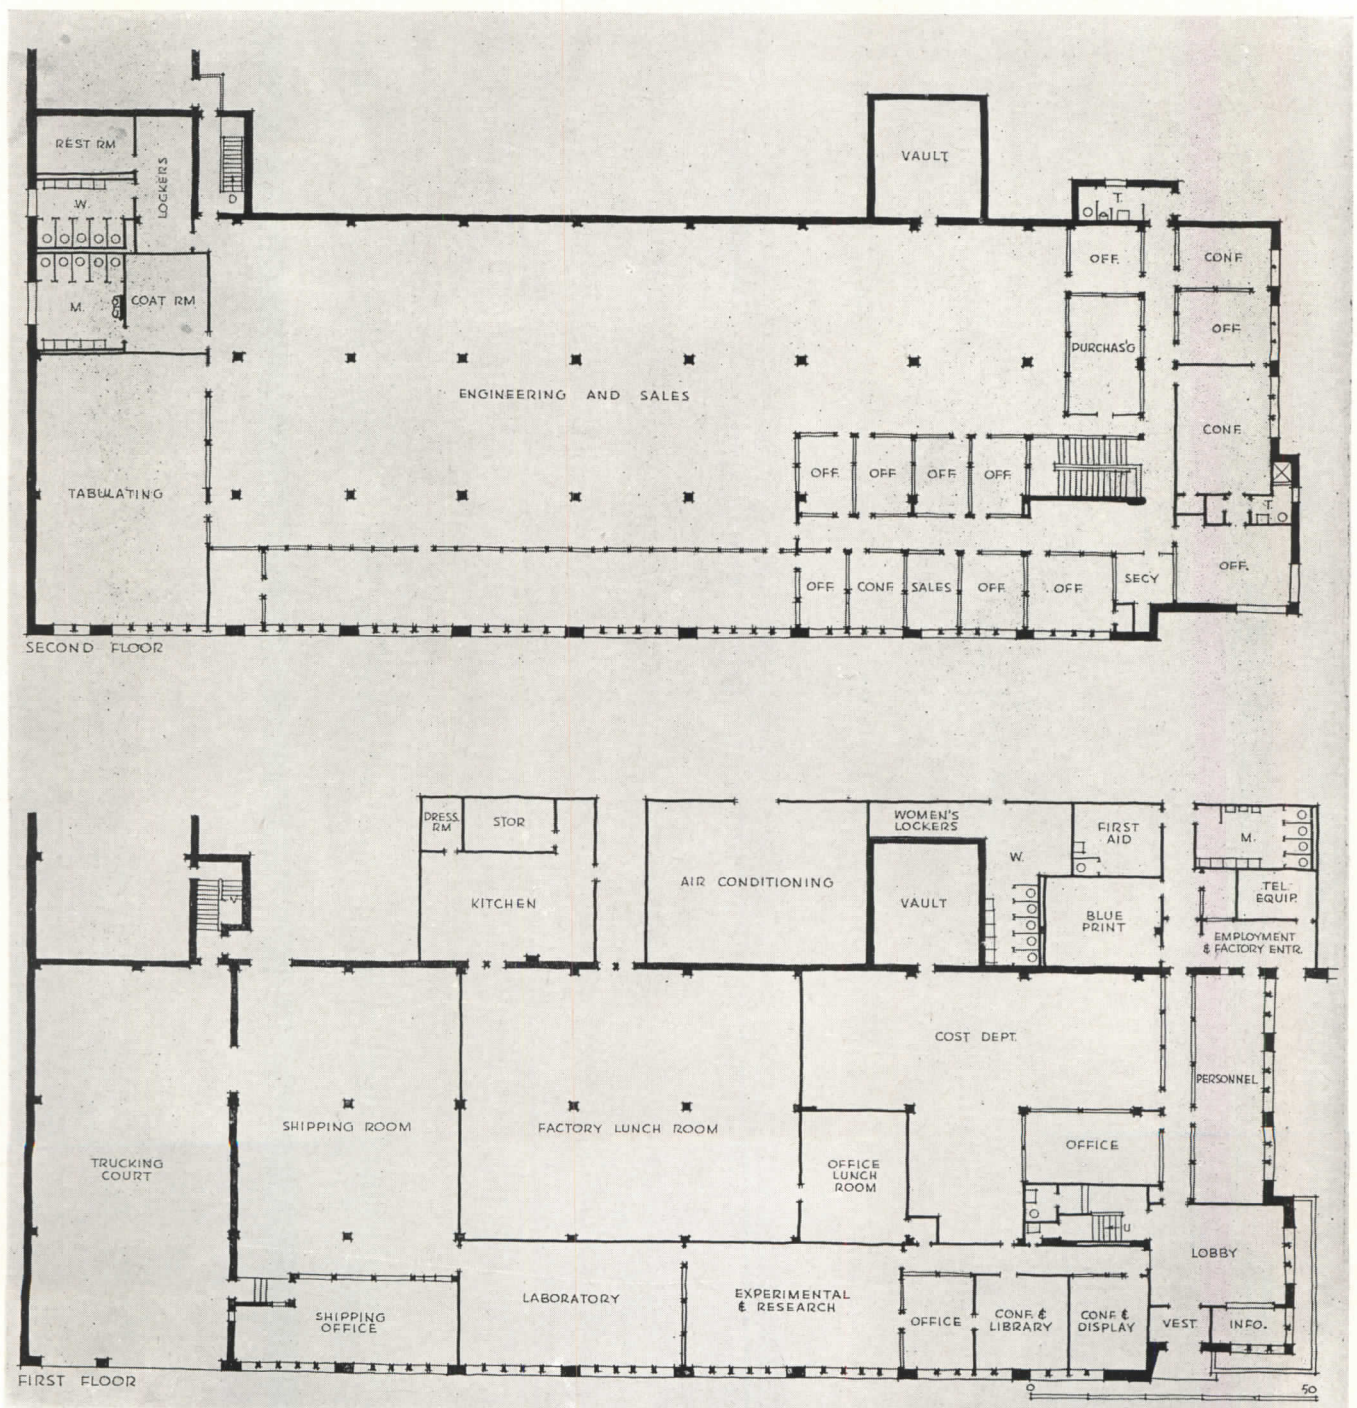 REST RM
LOCKERS
W.
D
VAULT
T.
OFF.
CONF.
M.
COAT RM
OFF.
PURCHAS'G
ENGINEERING AND SALES
CONF.
TABULATING
OFF.
OFF.
OFF.
OFF.
T.
OFF.
CONF.
SALES
OFF.
OFF.
SECY
OFF.
SECOND FLOOR
DRESS.
RM
STOR
WOMEN'S
LOCKERS
FIRST
AID
M.
W.
AIR CONDITIONING
KITCHEN
VAULT
BLUE
PRINT
TEL.
EQUIP.
EMPLOYMENT
& FACTORY ENTR.
COST DEPT.
PERSONNEL
SHIPPING ROOM
FACTORY LUNCH ROOM
OFFICE
TRUCKING
COURT
OFFICE
LUNCH
ROOM
U
LOBBY
LABORATORY
EXPERIMENTAL
& RESEARCH
SHIPPING
OFFICE
OFFICE
CONF. &
LIBRARY
CONF. &
DISPLAY
VEST.
INFO.
FIRST FLOOR
0
50